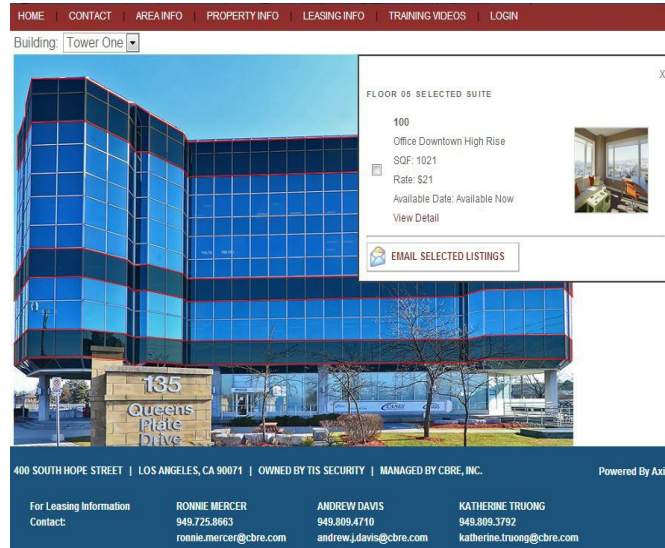 HOME | CONTACT | AREA INFO | PROPERTY INFO | LEASING INFO | TRAINING VIDEOS | LOGIN
Building: Tower One
X
FLOOR 05 SELECTED SUITE
100
Office Downtown High Rise
SQF: 1021
Rate: $21
Available Date: Available Now
View Detail
EMAIL SELECTED LISTINGS
135
Queens
Plate
Drive
400 SOUTH HOPE STREET | LOS ANGELES, CA 90071 | OWNED BY TIS SECURITY | MANAGED BY CBRE, INC. Powered By Axi
For Leasing Information RONNIE MERCER ANDREW DAVIS KATHERINE TRUONG
Contact: 949.725.8663 949.809.4710 949.809.3792
ronnie.mercer@cbre.com andrew.j.davis@cbre.com katherine.truong@cbre.com